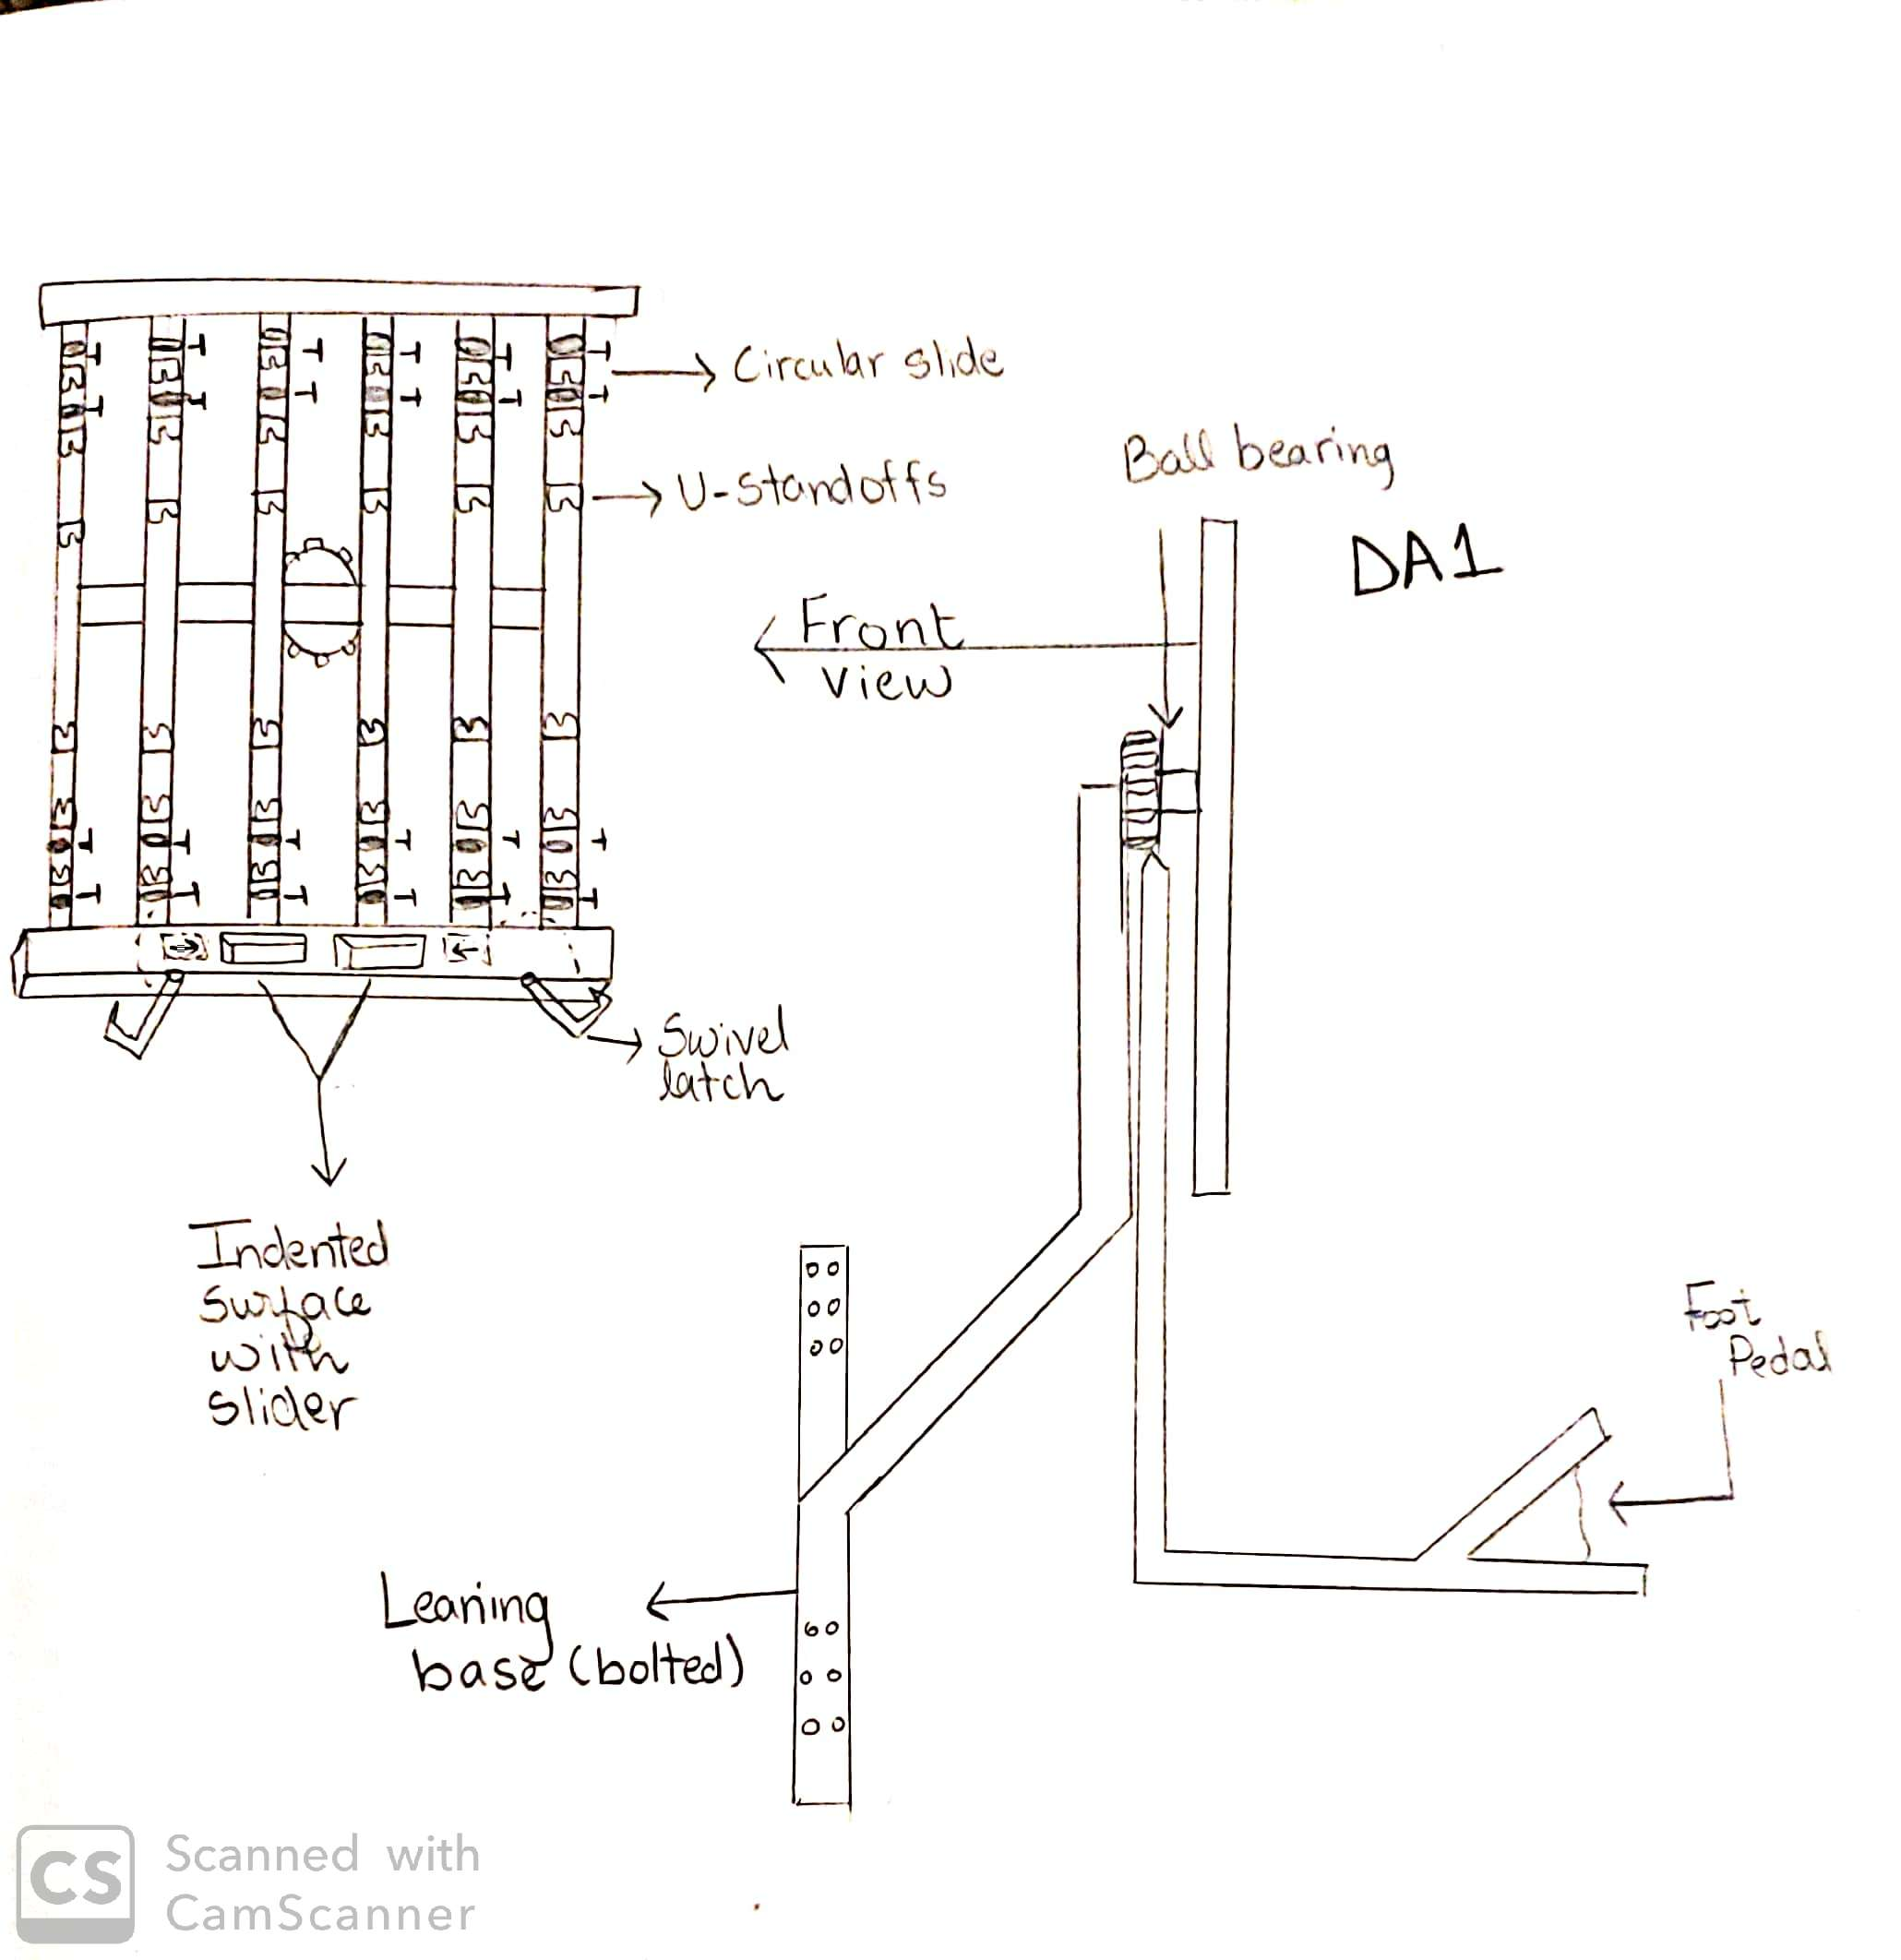 Circular slide
U-standoffs
Ball bearing
DA1
Front
view
Swivel
latch
Indented
surface
with
slider
Foot
Pedal
Leaning
base (bolted)
CS
Scanned with
CamScanner